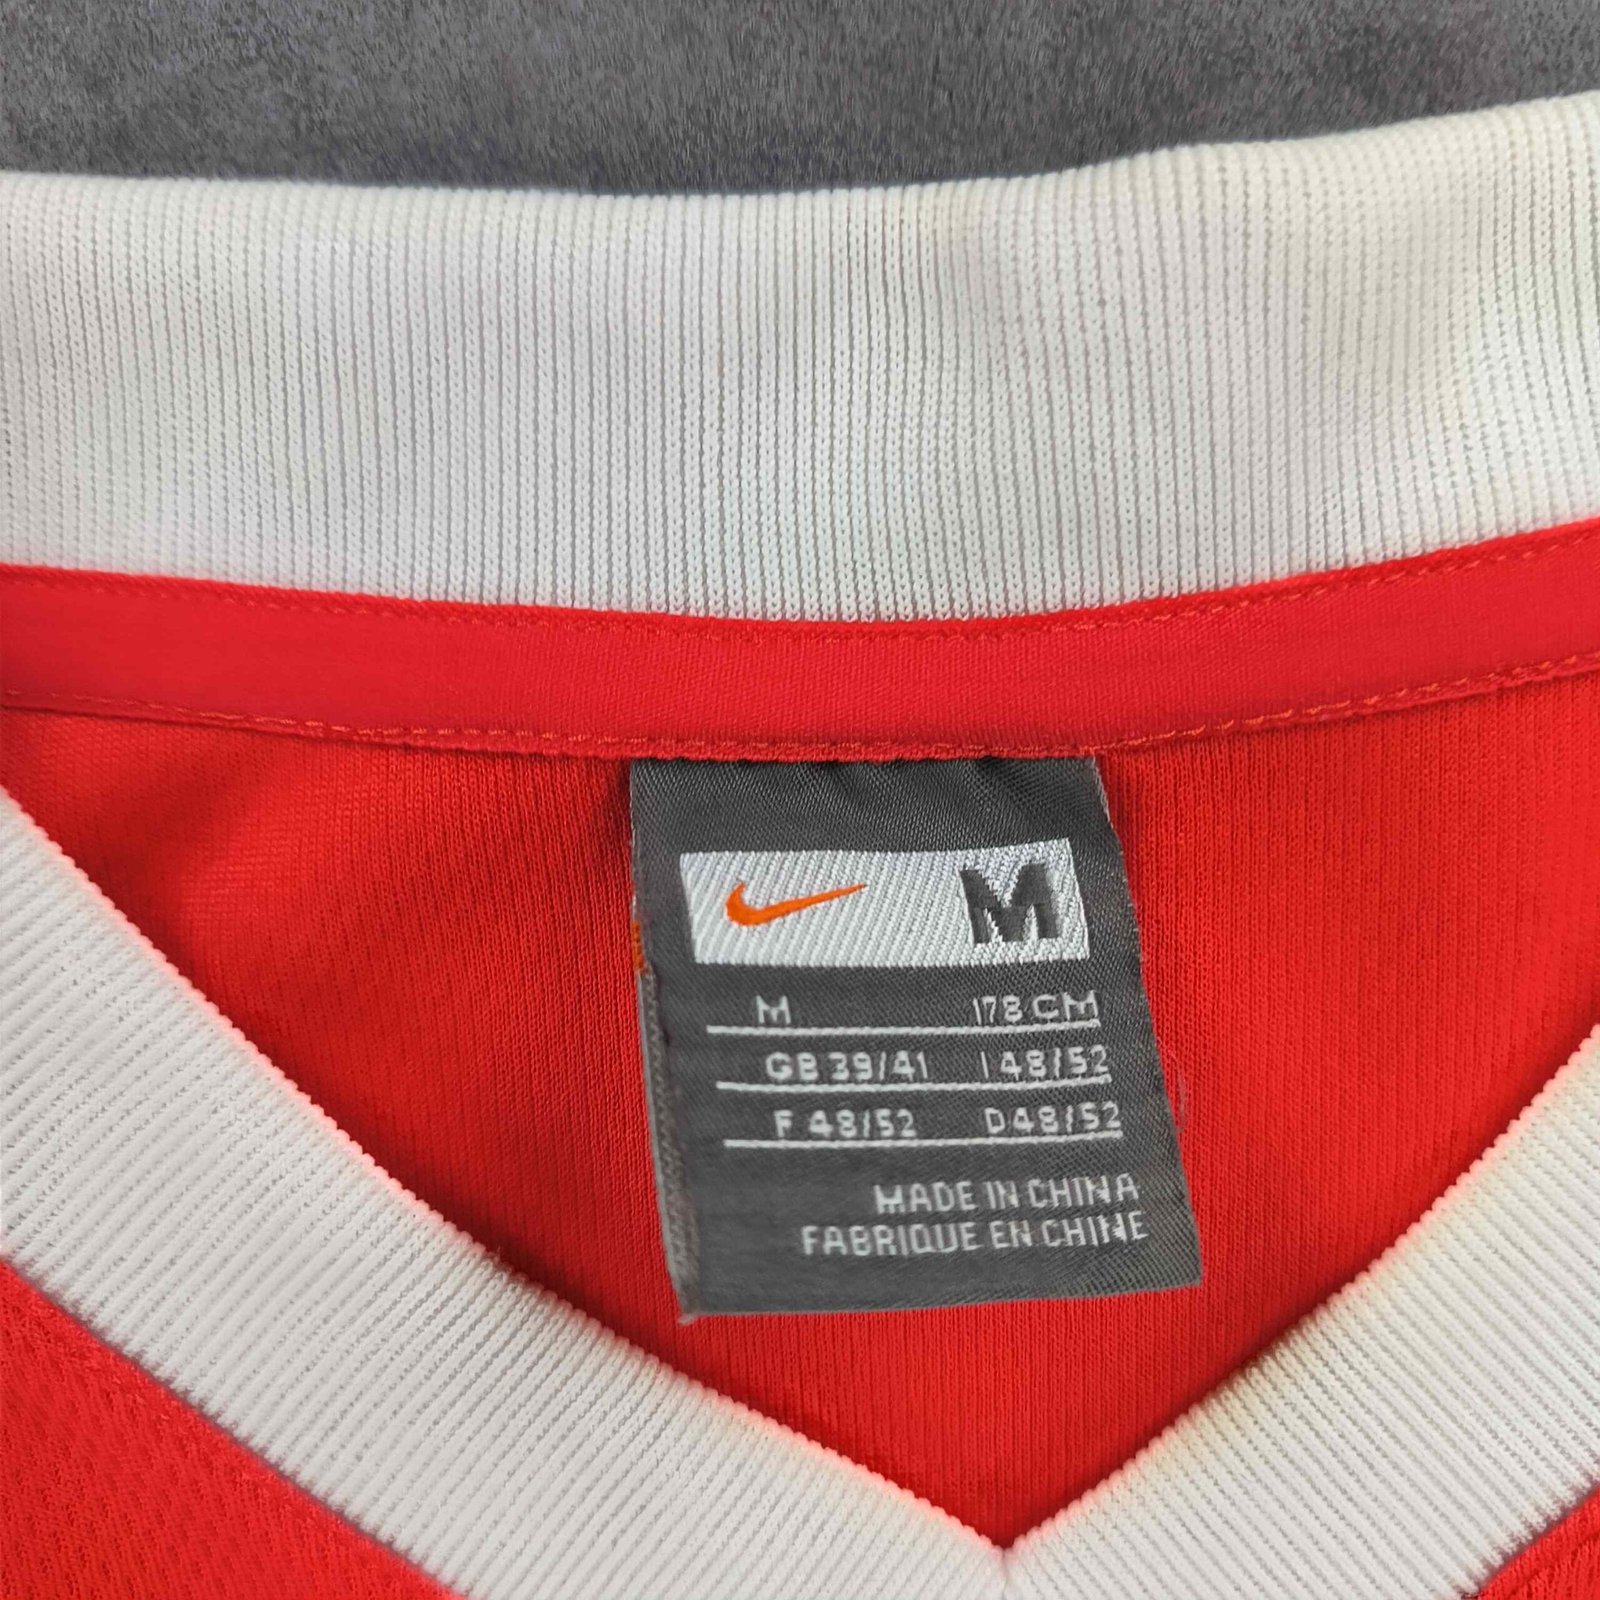 M
M 178 CM
GB 39/41 I 48/52
F 48/52 D 48/52
MADE IN CHINA
FABRIQUE EN CHINE